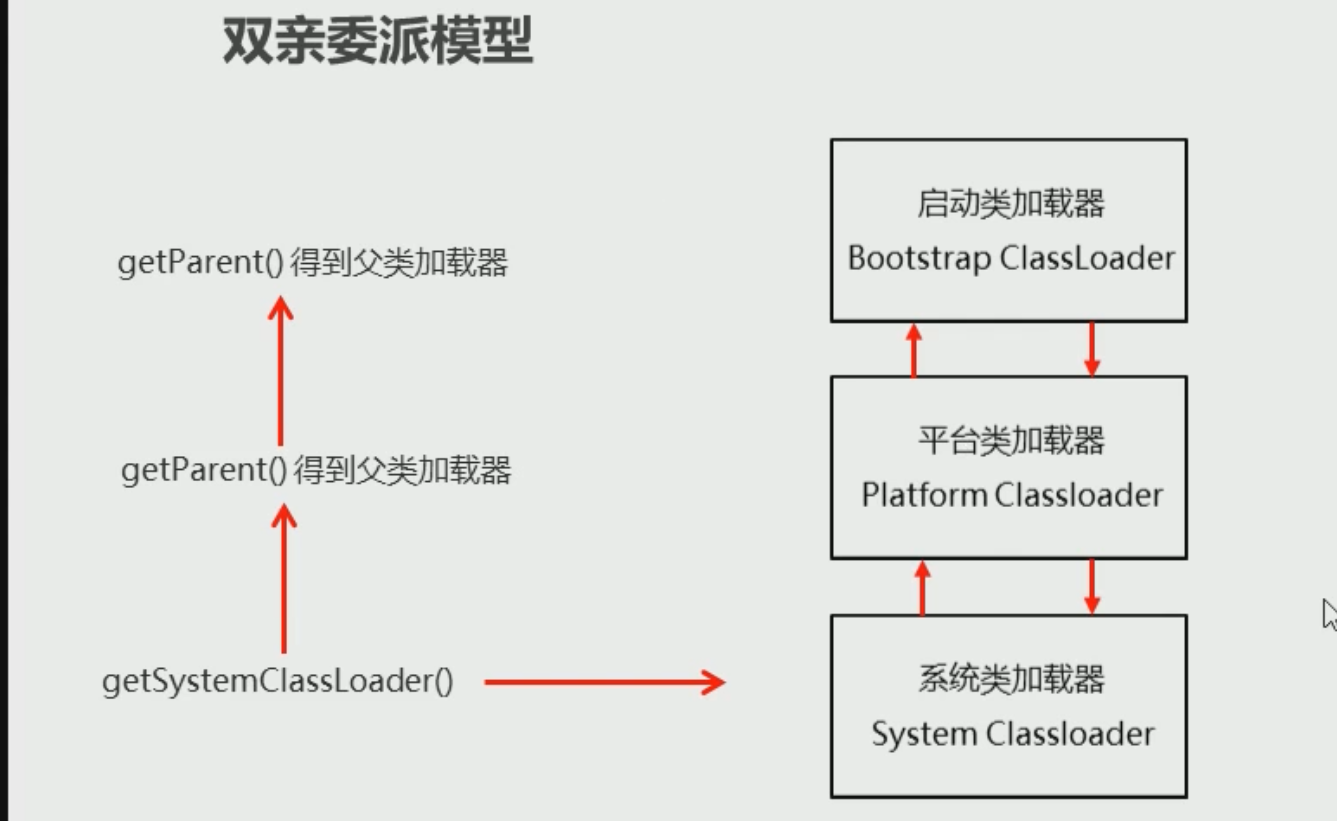 双亲委派模型
getParent()得到父类加载器
getParent()得到父类加载器
getSystemClassLoader()
启动类加载器
Bootstrap ClassLoader
平台类加载器
Platform Classloader
系统类加载器
System Classloader